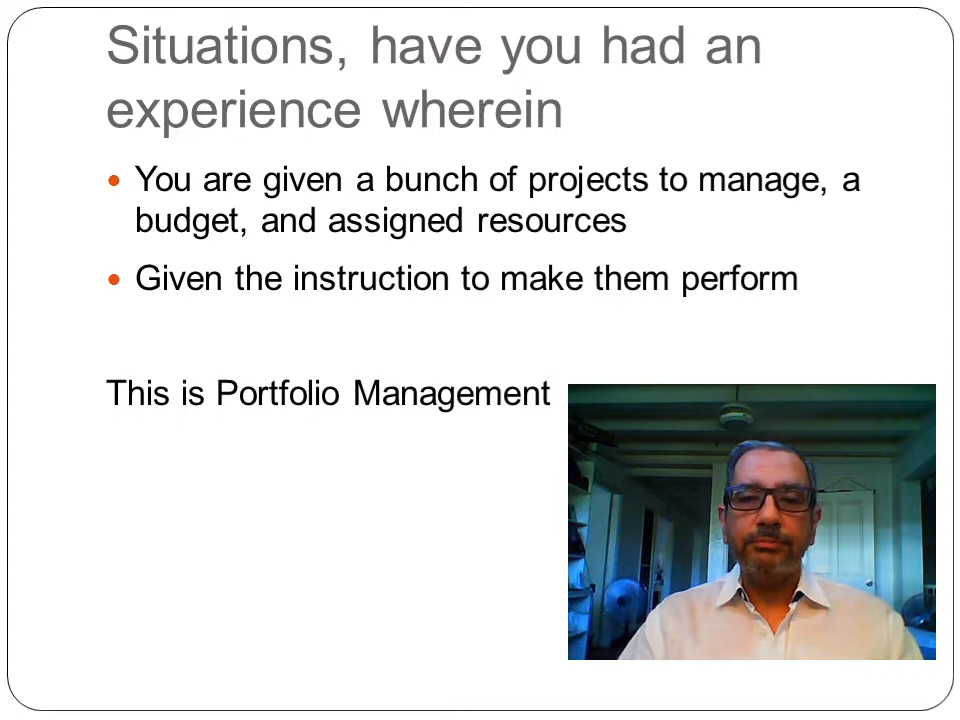 Situations, have you had an
experience wherein
You are given a bunch of projects to manage, a
budget, and assigned resources
Given the instruction to make them perform
This is Portfolio Management